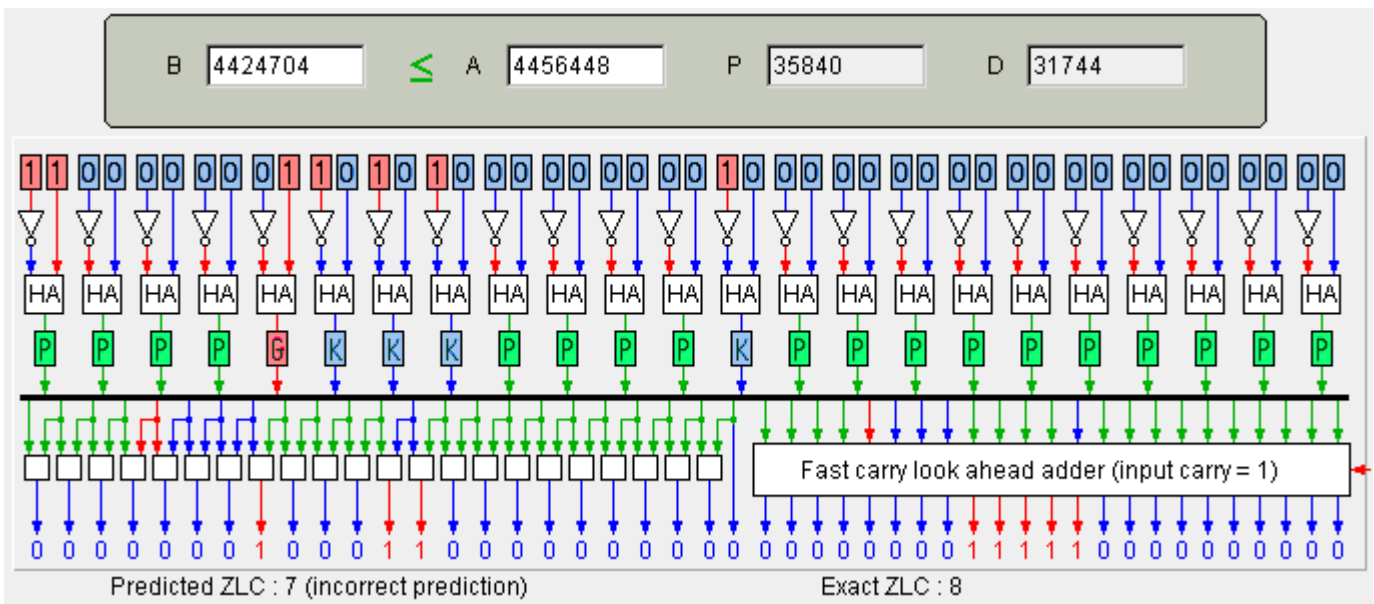 B 4424704 ≤ A 4456448 P 35840 D 31744
1 1 0 0 0 0 0 0 0 1 1 0 1 0 1 0 0 0 0 0 0 0 0 0 1 0 0 0 0 0 0 0 0 0 0 0 0 0 0 0 0 0 0 0 0 0
HA HA HA HA HA HA HA HA HA HA HA HA HA HA HA HA HA HA HA HA HA HA HA
P P P P G K K K P P P P K P P P P P P P P P P
Fast carry look ahead adder (input carry = 1)
0 0 0 0 0 0 0 1 0 0 0 1 1 0 0 0 0 0 0 0 0 0 0 0 0 0 0 0 0 0 0 1 1 1 1 1 0 0 0 0 0 0 0 0 0 0
Predicted ZLC : 7 (incorrect prediction) Exact ZLC : 8